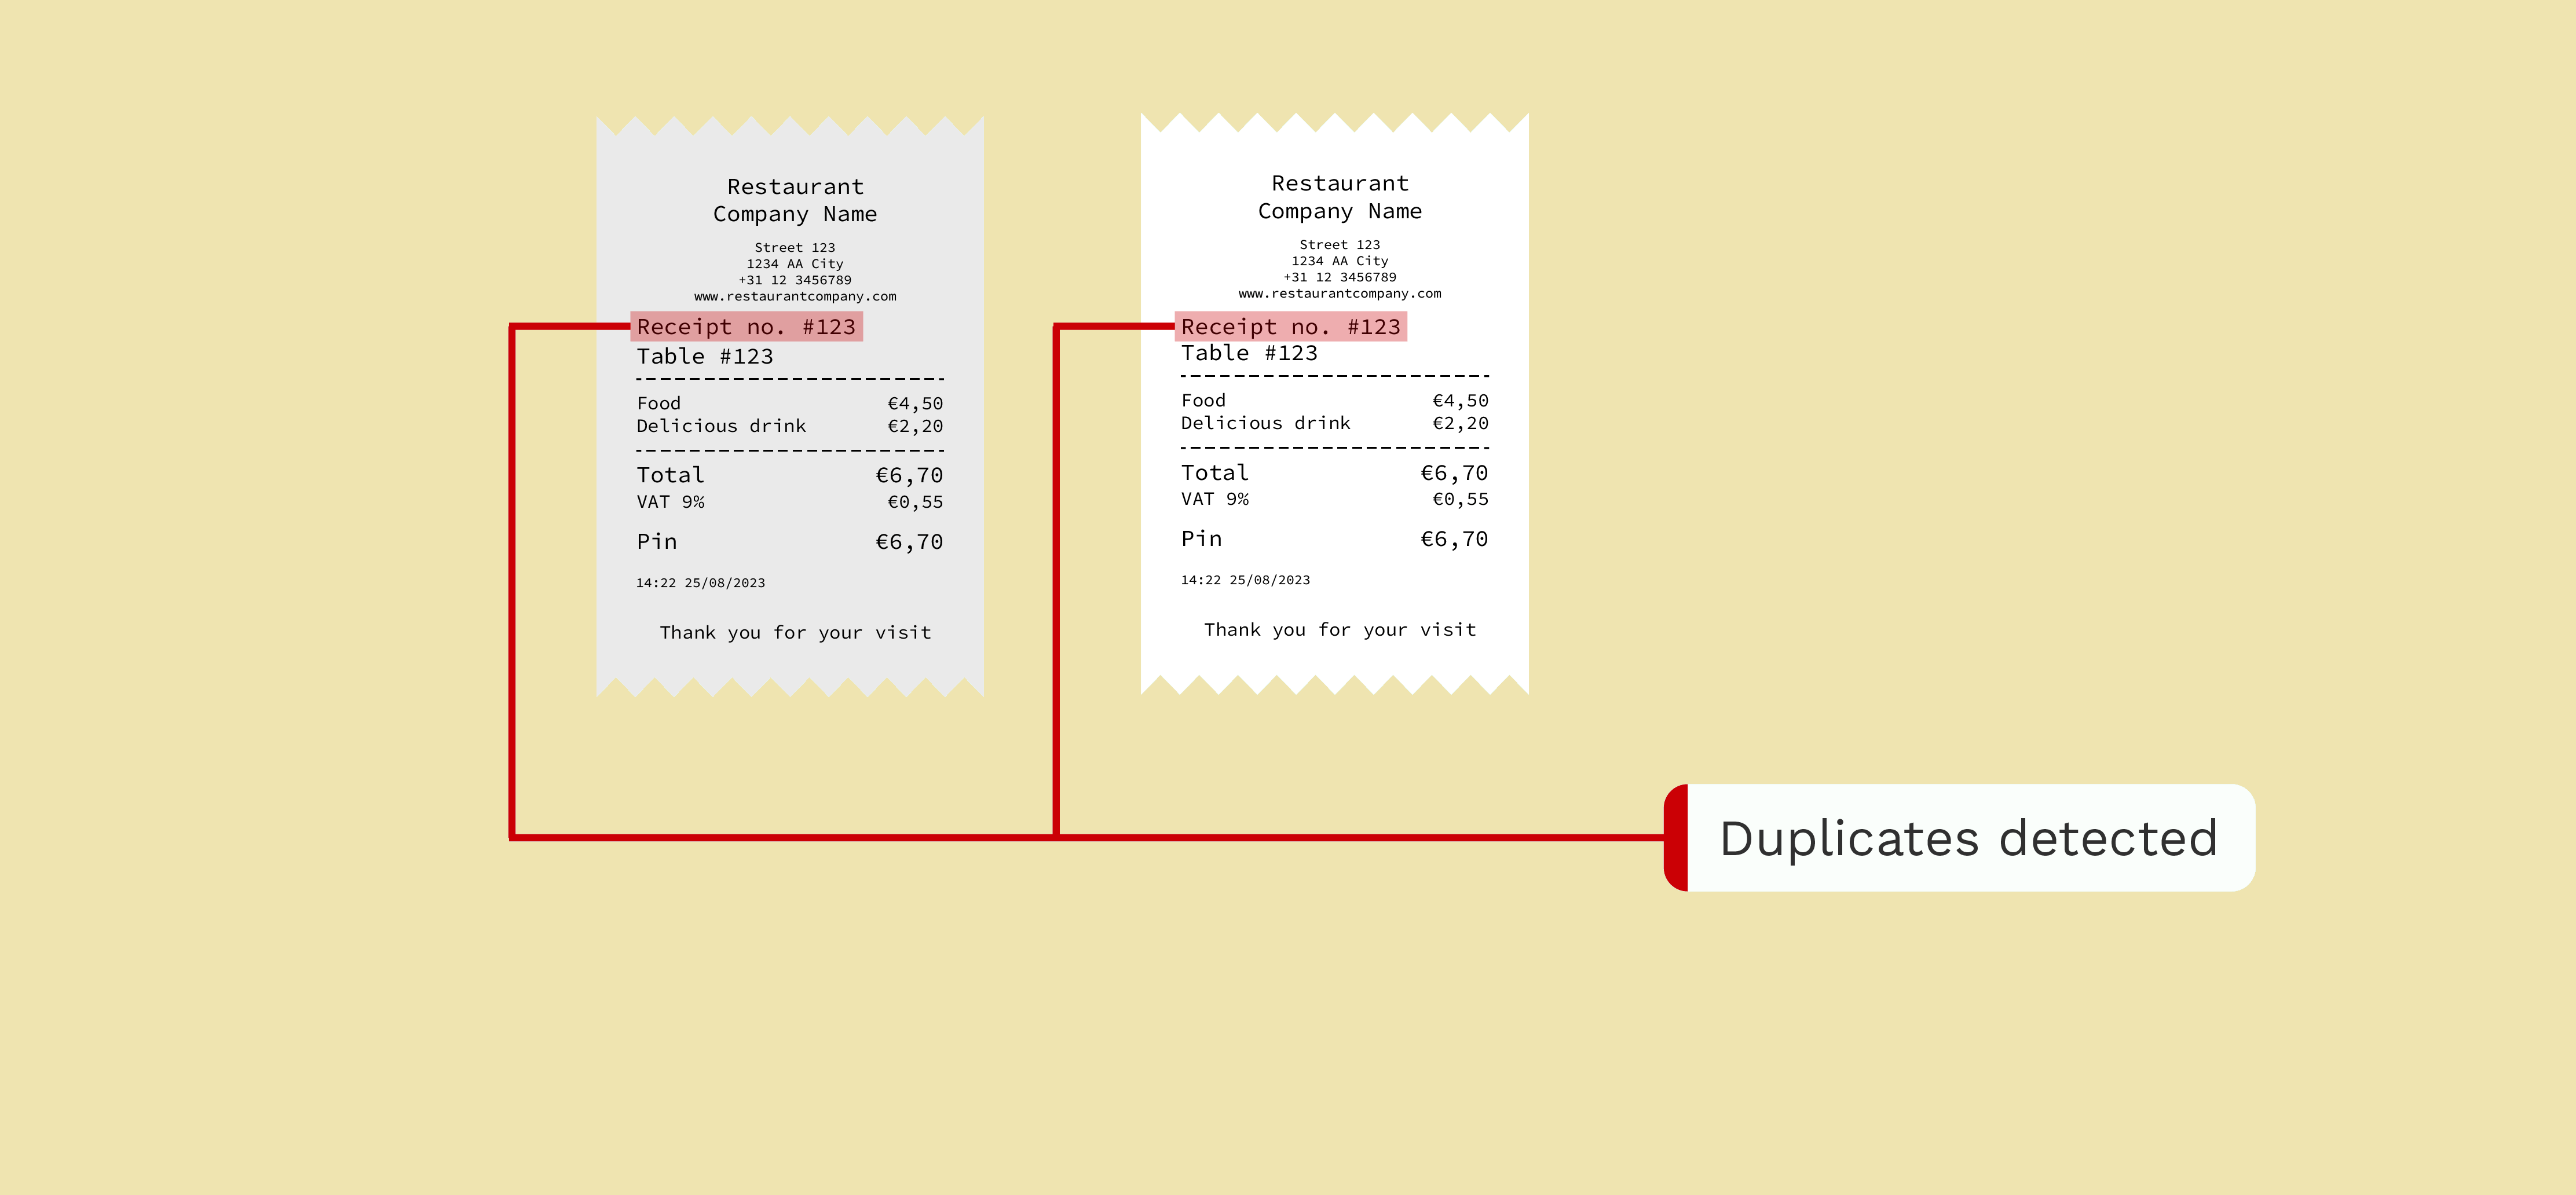 Restaurant
Company Name
Street 123
1234 AA City
+31 12 3456789
www.restaurantcompany.com
Receipt no. #123
Table #123
Food €4,50
Delicious drink €2,20
Total €6,70
VAT 9% €0,55
Pin €6,70
14:22 25/08/2023
Thank you for your visit
Restaurant
Company Name
Street 123
1234 AA City
+31 12 3456789
www.restaurantcompany.com
Receipt no. #123
Table #123
Food €4,50
Delicious drink €2,20
Total €6,70
VAT 9% €0,55
Pin €6,70
14:22 25/08/2023
Thank you for your visit
Duplicates detected